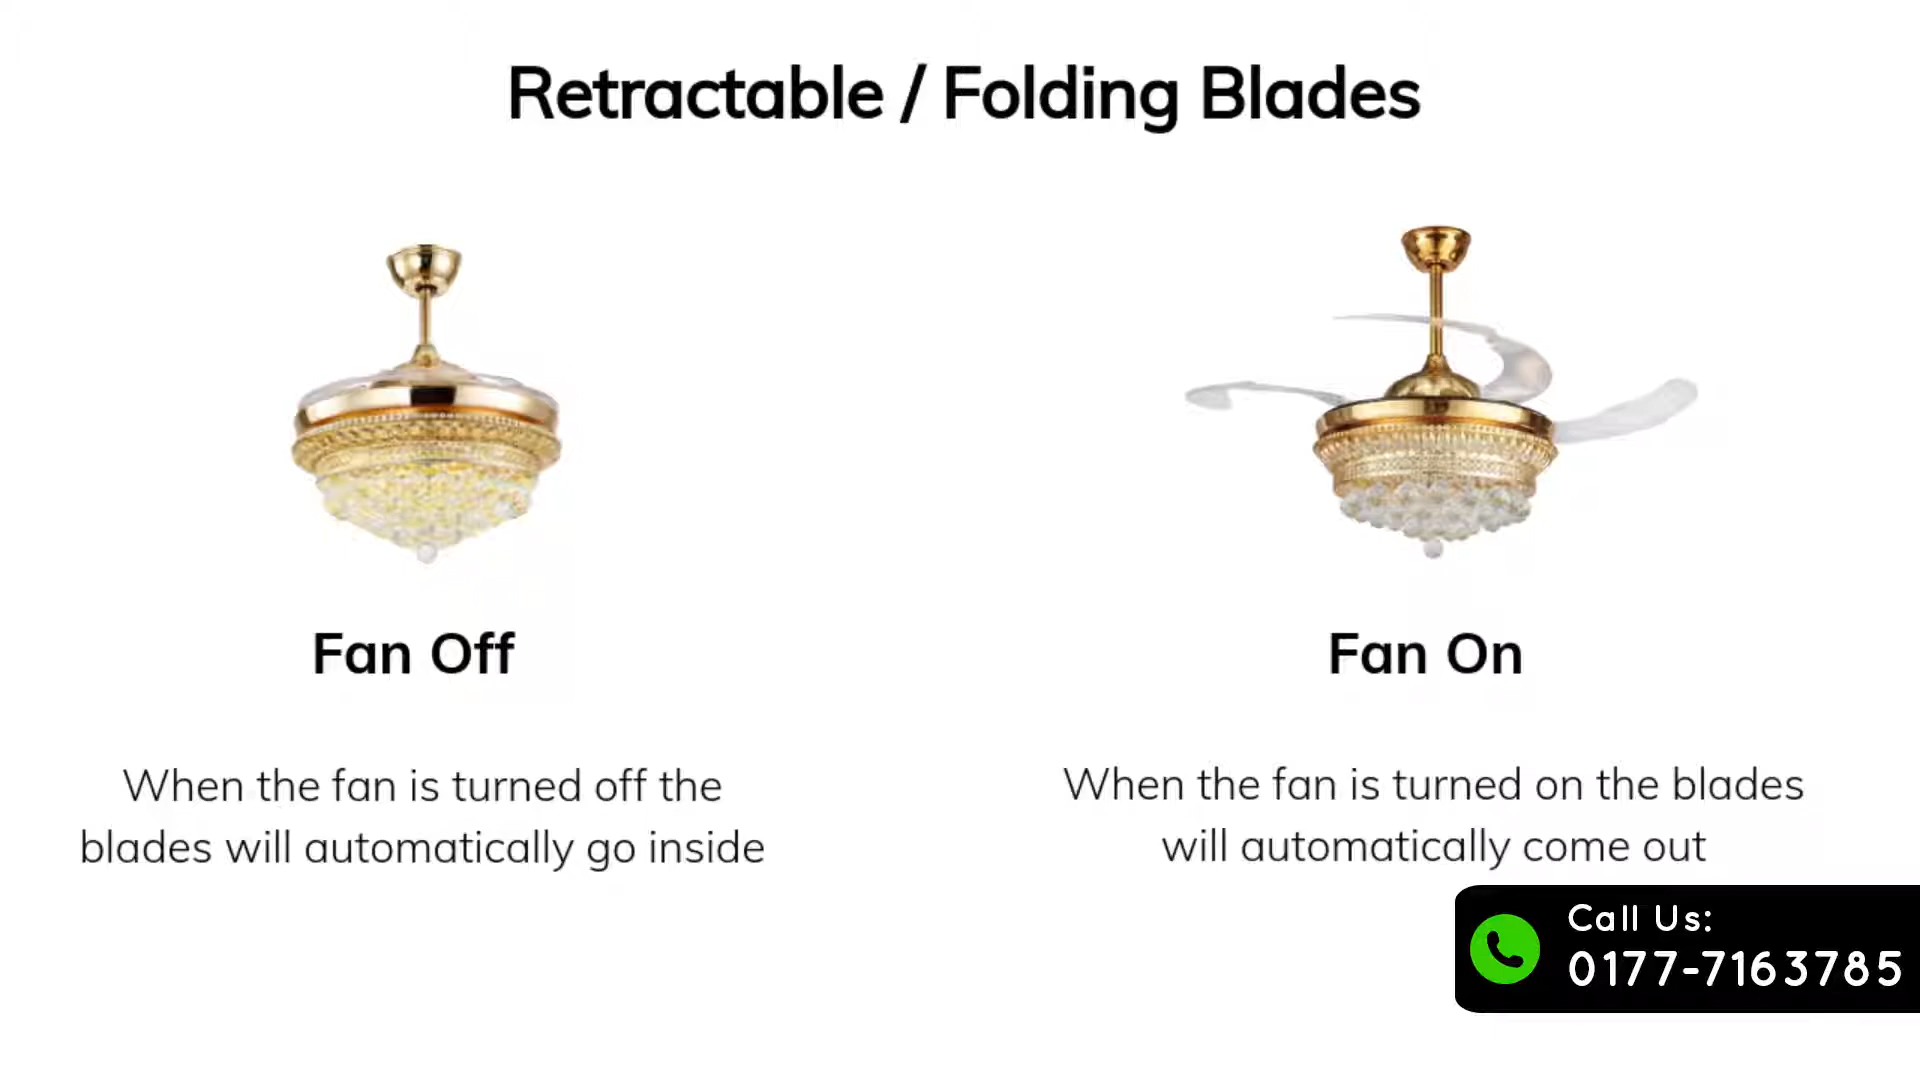 Retractable / Folding Blades
Fan Off
When the fan is turned off the
blades will automatically go inside
Fan On
When the fan is turned on the blades
will automatically come out
Call Us:
0177-7163785